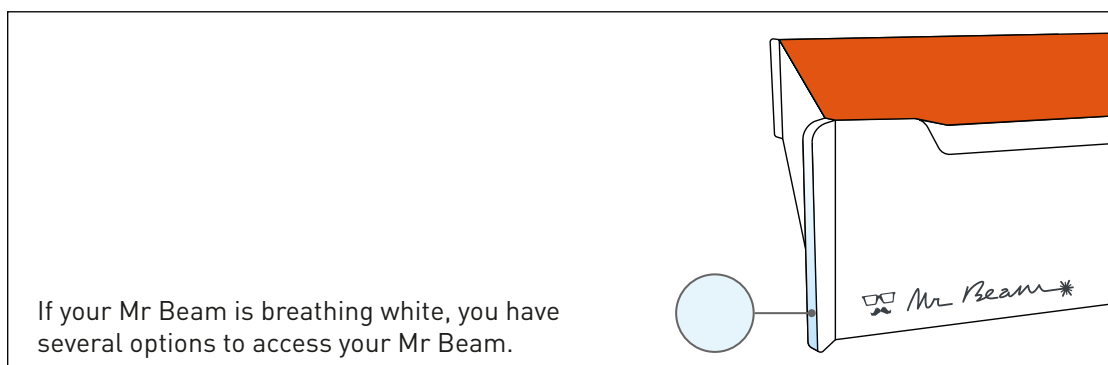 If your Mr Beam is breathing white, you have
several options to access your Mr Beam.
Mr Beam